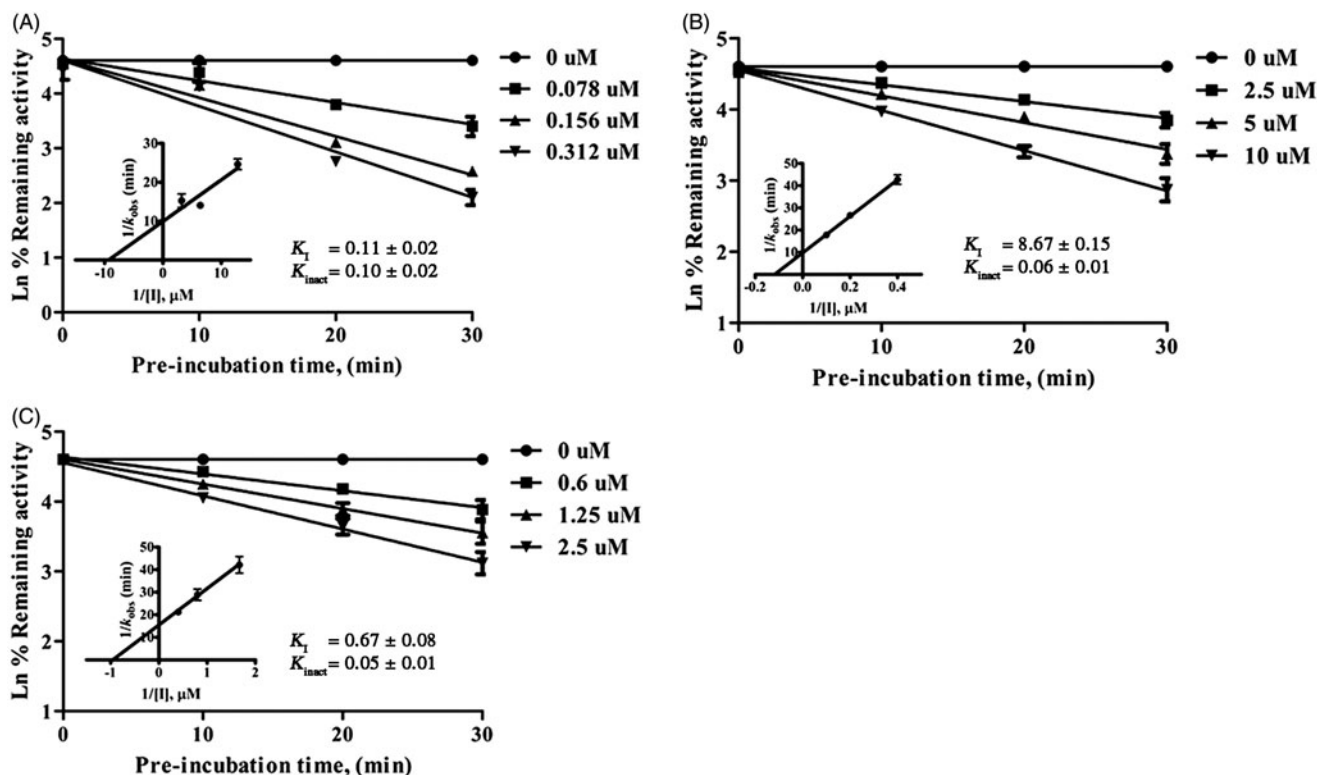 (A)
5
4
3
2
1
0
Ln % Remaining activity
0 10 20 30
Pre-incubation time, (min)
0 uM
0.078 uM
0.156 uM
0.312 uM
30
20
10
1/kobs (min)
-10 0 10
1/[I], μM
KI = 0.11 ± 0.02
Kinact = 0.10 ± 0.02
(B)
5
4
3
2
1
Ln % Remaining activity
0 10 20 30
Pre-incubation time, (min)
0 uM
2.5 uM
5 uM
10 uM
50
40
30
20
10
1/kobs (min)
-0.2 0.0 0.2 0.4
1/[I], μM
KI = 8.67 ± 0.15
Kinact = 0.06 ± 0.01
(C)
5
4
3
2
1
Ln % Remaining activity
0 10 20 30
Pre-incubation time, (min)
0 uM
0.6 uM
1.25 uM
2.5 uM
50
40
30
20
10
1/kobs (min)
-1 0 1 2
1/[I], μM
KI = 0.67 ± 0.08
Kinact = 0.05 ± 0.01